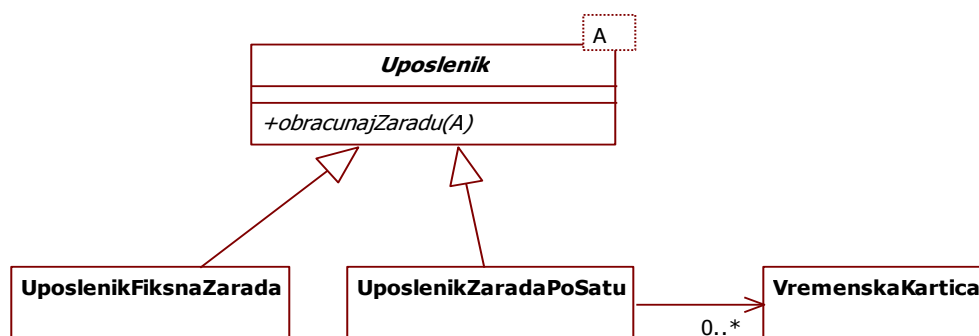 A
Uposlenik
+obracunajZaradu(A)
UposlenikFiksnaZarada
UposlenikZaradaPoSatu
VremenskaKartica
0..*